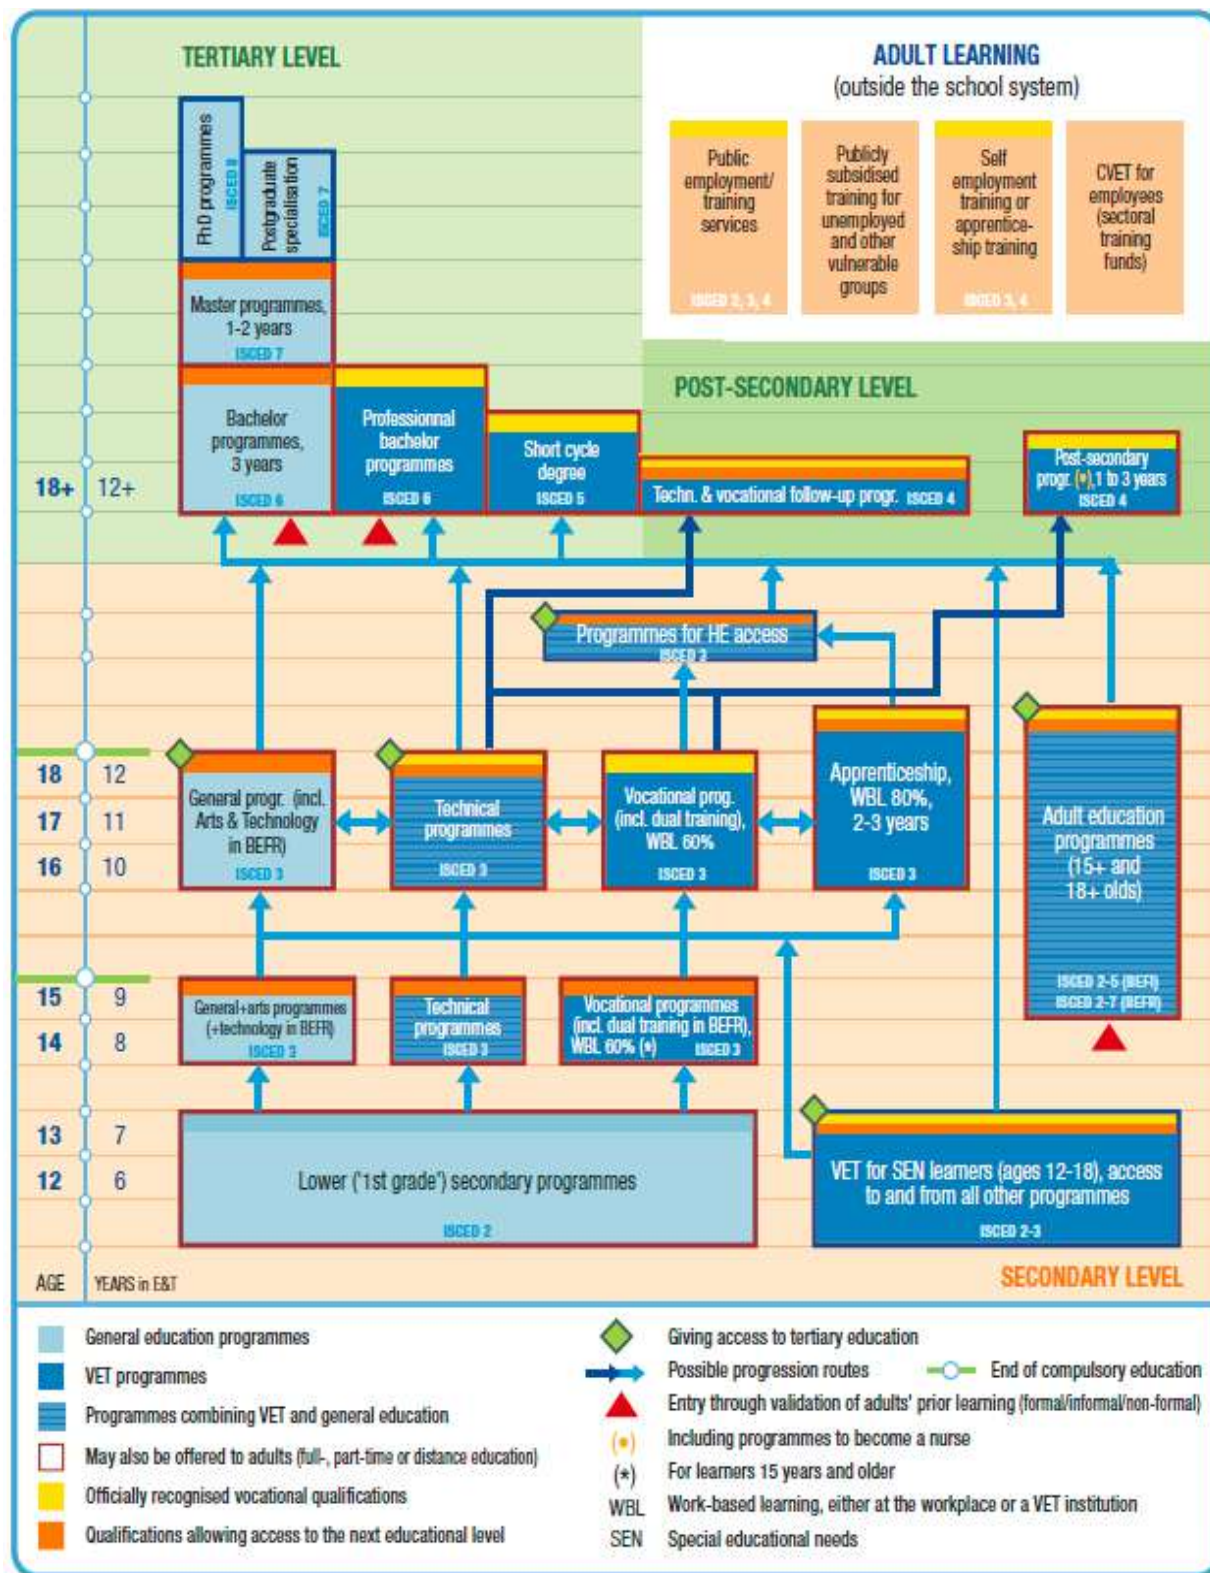 TERTIARY LEVEL
ADULT LEARNING
(outside the school system)
PhD programmes
ISCED 8
Postgraduate
specialisation
ISCED 7
Public
employment/
training
services
ISCED 2, 3, 4
Publicly
subsidised
training for
unemployed
and other
vulnerable
groups
Self
employment
training or
apprentice-
ship training
ISCED 3, 4
CVET for
employees
(sectoral
training
funds)
Master programmes,
1-2 years
ISCED 7
POST-SECONDARY LEVEL
Bachelor
programmes,
3 years
ISCED 6
Professionnal
bachelor
programmes
ISCED 6
Short cycle
degree
ISCED 5
Techn. & vocational follow-up progr. ISCED 4
Post-secondary
progr. (•),1 to 3 years
ISCED 4
18+ 12+
Programmes for HE access
ISCED 3
18 12
17 11
16 10
General progr. (incl.
Arts & Technology
in BEFR)
ISCED 3
Technical
programmes
ISCED 3
Vocational prog.
(incl. dual training),
WBL 60%
ISCED 3
Apprenticeship,
WBL 80%,
2-3 years
ISCED 3
Adult education
programmes
(15+ and
18+ olds)
ISCED 2-5 (BEFl)
ISCED 2-7 (BEFR)
15 9
14 8
General+arts programmes
(+technology in BEFR)
ISCED 3
Technical
programmes
ISCED 3
Vocational programmes
(incl. dual training in BEFR),
WBL 60% (*) ISCED 3
13 7
12 6
Lower ('1st grade') secondary programmes
ISCED 2
VET for SEN learners (ages 12-18), access
to and from all other programmes
ISCED 2-3
AGE YEARS in E&T
SECONDARY LEVEL
General education programmes
VET programmes
Programmes combining VET and general education
May also be offered to adults (full-, part-time or distance education)
Officially recognised vocational qualifications
Qualifications allowing access to the next educational level
Giving access to tertiary education
Possible progression routes
End of compulsory education
Entry through validation of adults' prior learning (formal/informal/non-formal)
(•) Including programmes to become a nurse
(*) For learners 15 years and older
WBL Work-based learning, either at the workplace or a VET institution
SEN Special educational needs